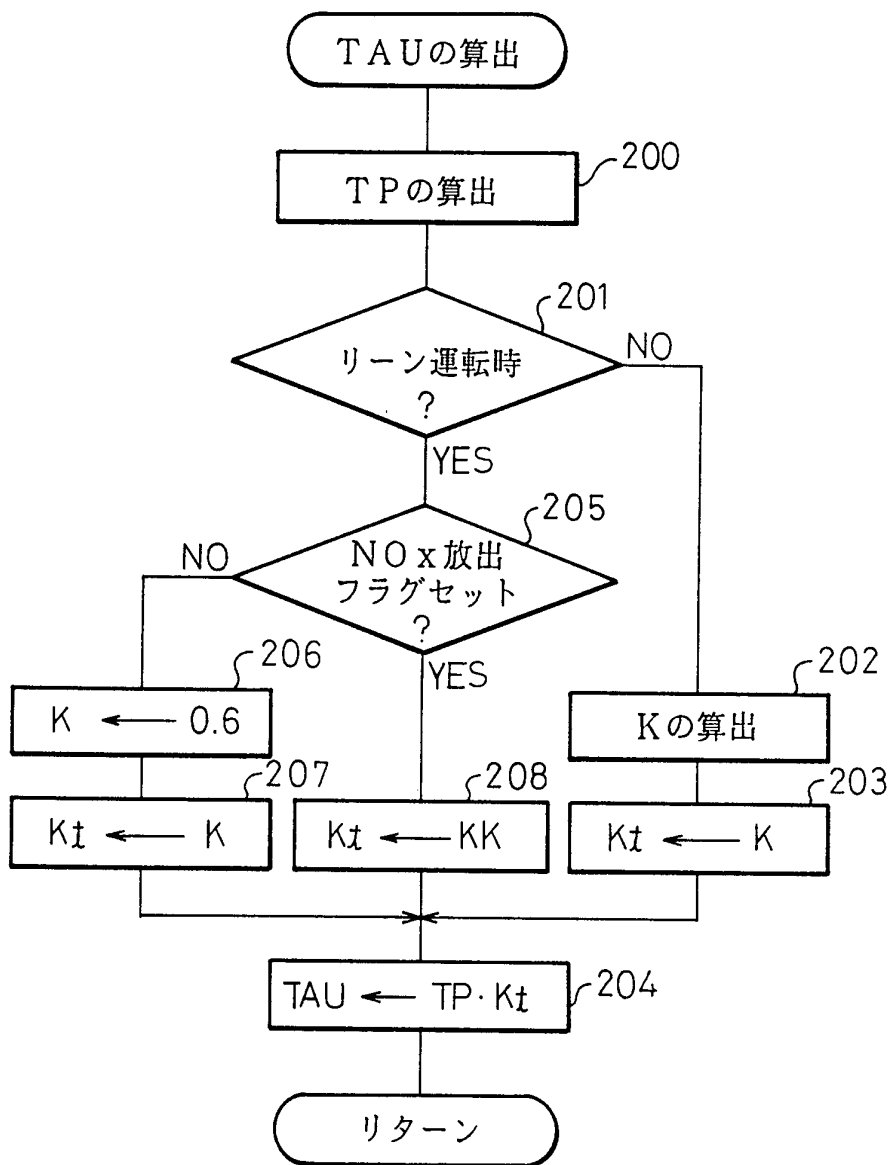 TAUの算出
TPの算出
200
リーン運転時
?
201
NO
YES
NOx放出
フラグセット
?
205
NO
YES
206
K ← 0.6
202
Kの算出
207
Kt ← K
208
Kt ← KK
203
Kt ← K
TAU ← TP・Kt
204
リターン